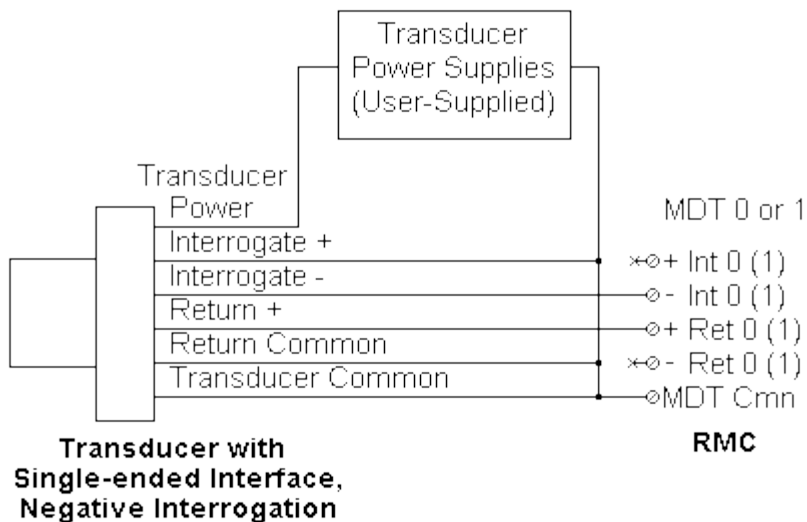 Transducer
Power Supplies
(User-Supplied)
Transducer
Power
MDT 0 or 1
Interrogate +
+ Int 0 (1)
Interrogate -
- Int 0 (1)
Return +
+ Ret 0 (1)
Return Common
- Ret 0 (1)
Transducer Common
MDT Cmn
Transducer with
Single-ended Interface,
Negative Interrogation
RMC